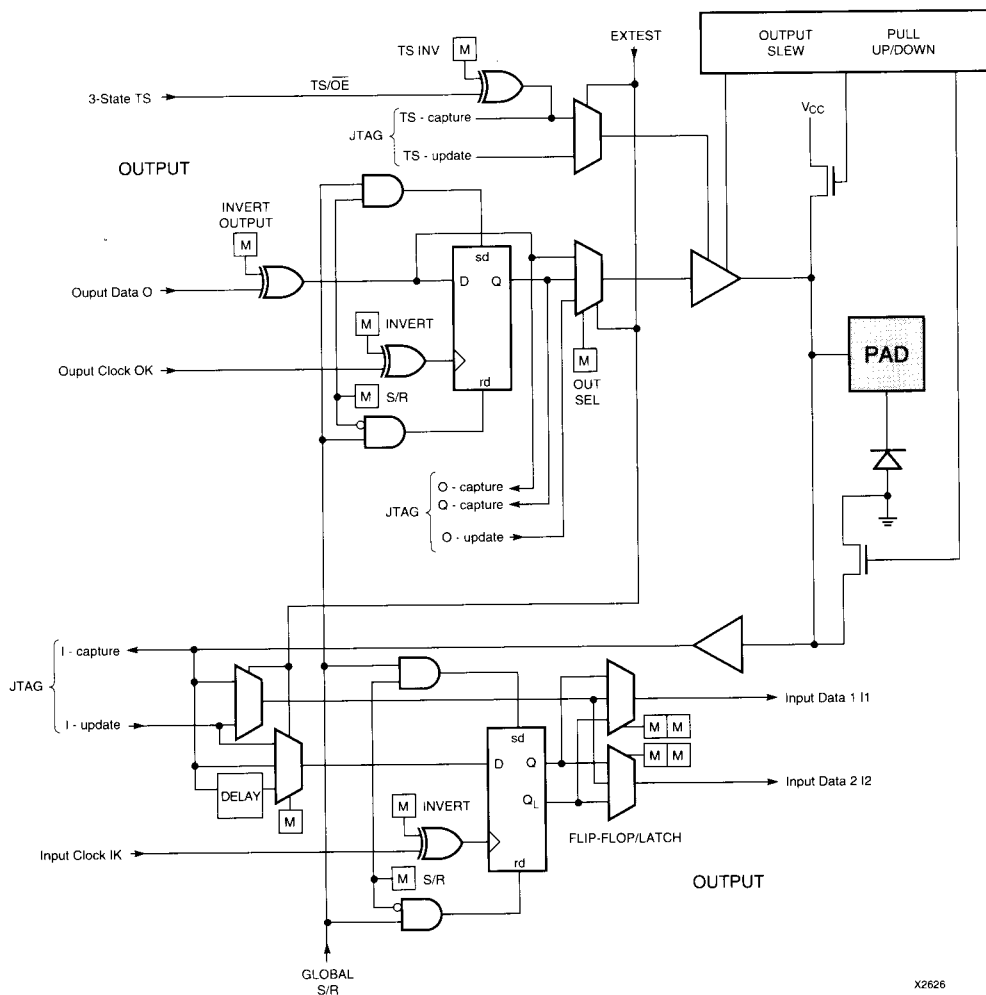 EXTEST
OUTPUT
SLEW
PULL
UP/DOWN
TS INV
M
TS/OE
3-State TS
VCC
JTAG
TS - capture
TS - update
OUTPUT
INVERT
OUTPUT
M
sd
D
Q
Ouput Data O
M
INVERT
PAD
M
OUT
SEL
Ouput Clock OK
M
S/R
rd
JTAG
O - capture
Q - capture
O - update
JTAG
I - capture
I - update
Input Data 1 I1
M
M
sd
M
M
D
Q
Input Data 2 I2
DELAY
M
QL
M
INVERT
FLIP-FLOP/LATCH
Input Clock IK
rd
M
S/R
OUTPUT
GLOBAL
S/R
X2626